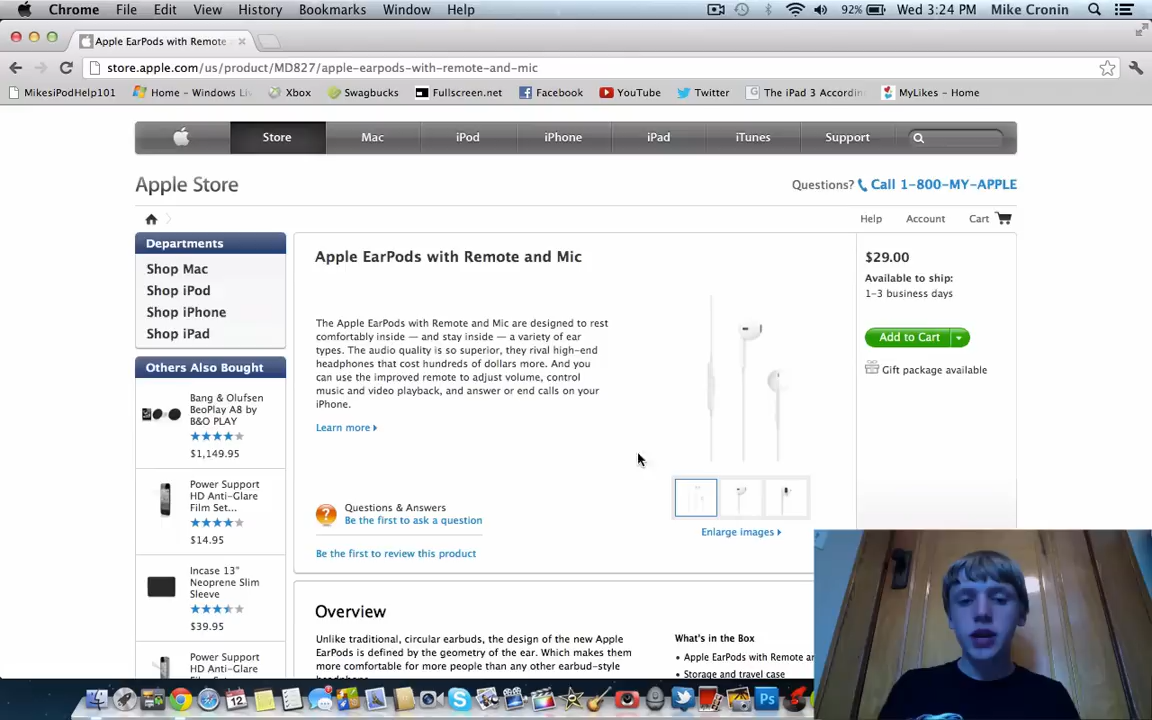 Chrome File Edit View History Bookmarks Window Help 92% Wed 3:24 PM Mike Cronin
Apple EarPods with Remote
store.apple.com/us/product/MD827/apple-earpods-with-remote-and-mic
MikesiPodHelp101 Home - Windows Li Xbox Swagbucks Fullscreen.net Facebook YouTube Twitter The iPad 3 Accordin MyLikes - Home
Store Mac iPod iPhone iPad iTunes Support
Apple Store
Questions? Call 1-800-MY-APPLE
Help Account Cart
Departments
Shop Mac
Shop iPod
Shop iPhone
Shop iPad
Others Also Bought
Bang & Olufsen
BeoPlay A8 by
B&O PLAY
$1,149.95
Power Support
HD Anti-Glare
Film Set...
$14.95
Incase 13"
Neoprene Slim
Sleeve
$39.95
Power Support
HD Anti-Glare
Apple EarPods with Remote and Mic
The Apple EarPods with Remote and Mic are designed to rest
comfortably inside — and stay inside — a variety of ear
types. The audio quality is so superior, they rival high-end
headphones that cost hundreds of dollars more. And you
can use the improved remote to adjust volume, control
music and video playback, and answer or end calls on your
iPhone.
Learn more
Questions & Answers
Be the first to ask a question
Be the first to review this product
Enlarge images
$29.00
Available to ship:
1-3 business days
Add to Cart
Gift package available
Overview
Unlike traditional, circular earbuds, the design of the new Apple
EarPods is defined by the geometry of the ear. Which makes
them more comfortable for more people than any other earbud-style
What's in the Box
• Apple EarPods with Remote ar
• Storage and travel case
12
Ps